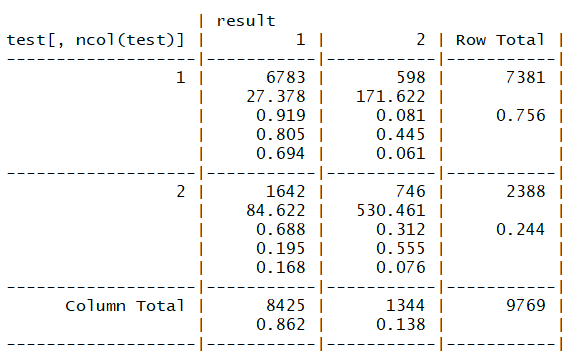 | result
test[, ncol(test)] |         1 |         2 | Row Total |
-------------------|-----------|-----------|-----------|
                 1 |      6783 |       598 |      7381 |
                   |    27.378 |   171.622 |           |
                   |     0.919 |     0.081 |     0.756 |
                   |     0.805 |     0.445 |           |
                   |     0.694 |     0.061 |           |
-------------------|-----------|-----------|-----------|
                 2 |      1642 |       746 |      2388 |
                   |    84.622 |   530.461 |           |
                   |     0.688 |     0.312 |     0.244 |
                   |     0.195 |     0.555 |           |
                   |     0.168 |     0.076 |           |
-------------------|-----------|-----------|-----------|
      Column Total |      8425 |      1344 |      9769 |
                   |     0.862 |     0.138 |           |
-------------------|-----------|-----------|-----------|